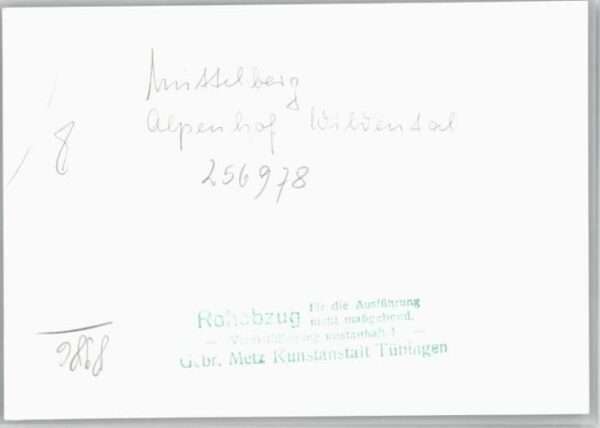 Mittelberg
Alpenhof Wildental
256978
8
Rohabzug für die Ausführung
nicht maßgebend.
Gebr. Metz Kunstanstalt Tübingen